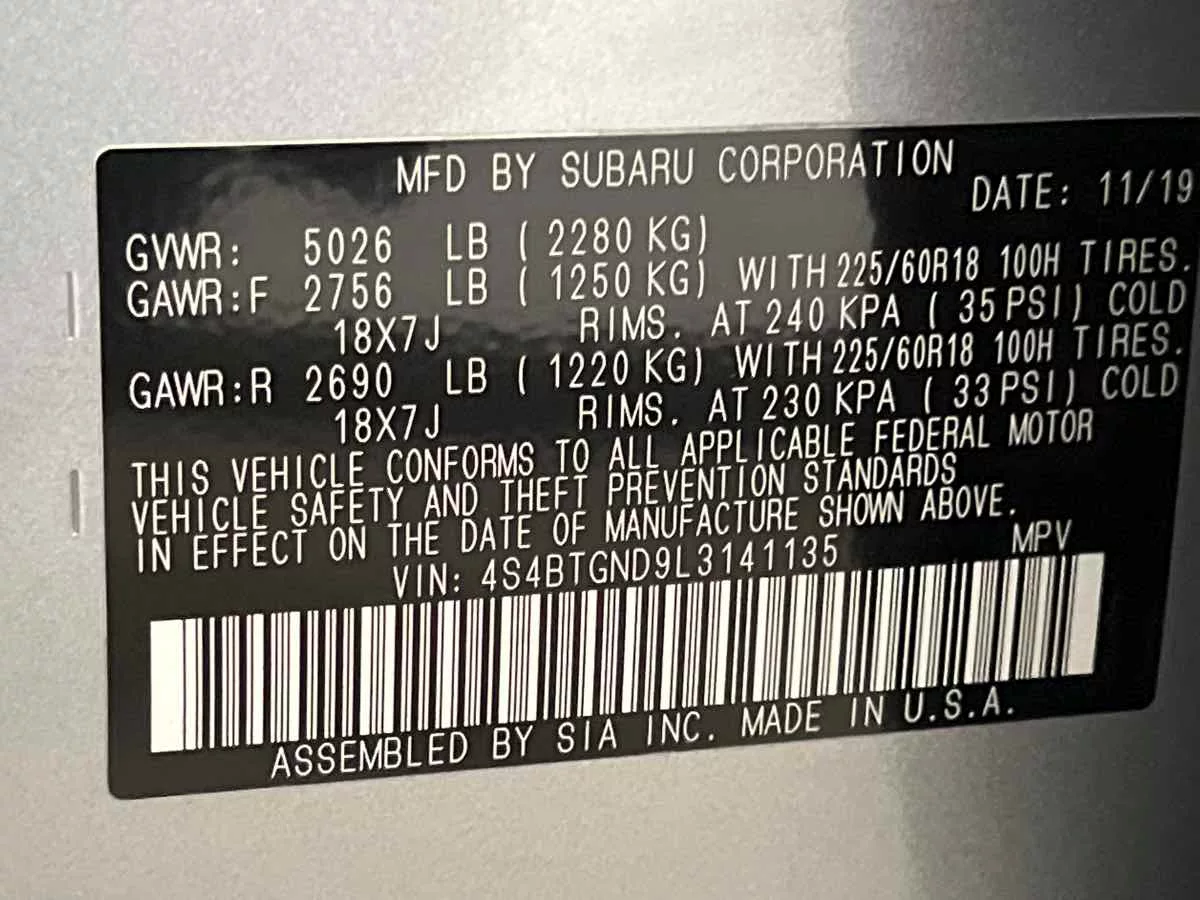 MFD BY SUBARU CORPORATION
DATE: 11/19
GVWR: 5026 LB ( 2280 KG)
GAWR:F 2756 LB ( 1250 KG) WITH 225/60R18 100H TIRES.
18X7J RIMS. AT 240 KPA ( 35 PSI) COLD
GAWR:R 2690 LB ( 1220 KG) WITH 225/60R18 100H TIRES.
18X7J RIMS. AT 230 KPA ( 33 PSI) COLD
THIS VEHICLE CONFORMS TO ALL APPLICABLE FEDERAL MOTOR
VEHICLE SAFETY AND THEFT PREVENTION STANDARDS
IN EFFECT ON THE DATE OF MANUFACTURE SHOWN ABOVE.
VIN: 4S4BTGND9L3141135 MPV
ASSEMBLED BY SIA INC. MADE IN U.S.A.